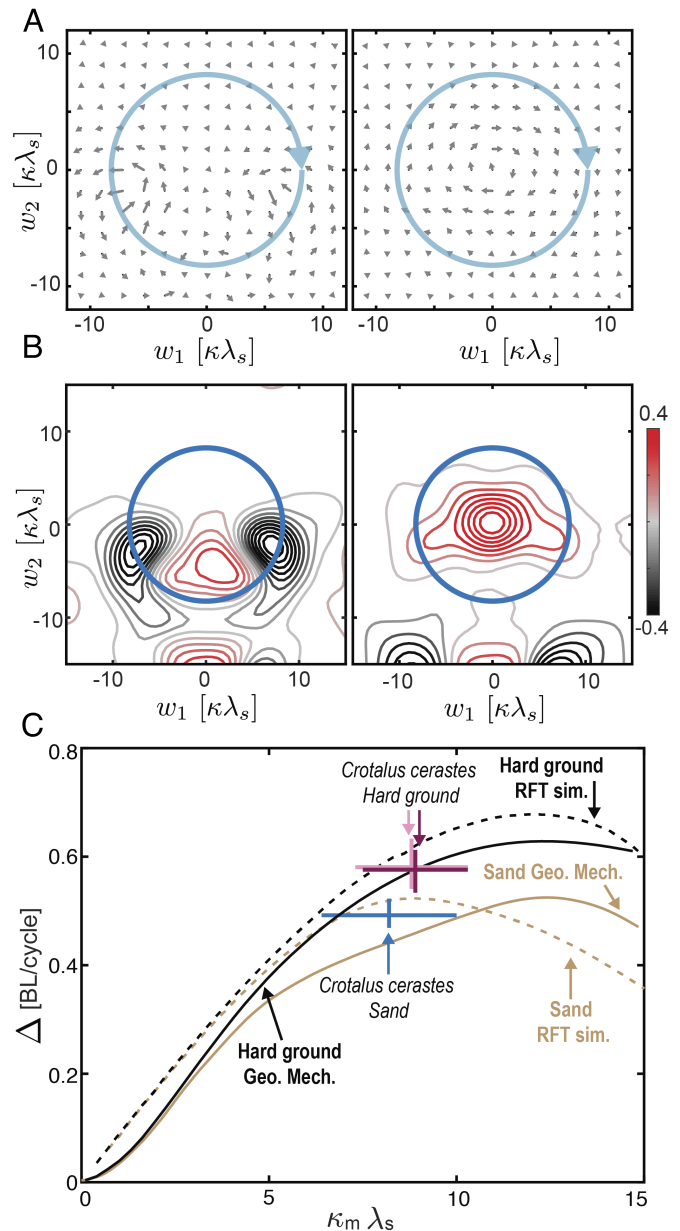 A
10
0
-10
w₂ [κλₛ]
-10
0
10
-10
0
10
w₁ [κλₛ]
w₁ [κλₛ]
B
10
0
-10
w₂ [κλₛ]
0.4
-0.4
-10
0
10
-10
0
10
w₁ [κλₛ]
w₁ [κλₛ]
C
0.8
0.6
0.4
0.2
0
Δ [BL/cycle]
Crotalus cerastes
Hard ground
Hard ground
RFT sim.
Sand Geo. Mech.
Crotalus cerastes
Sand
Sand
RFT sim.
Hard ground
Geo. Mech.
0
5
10
15
κₘ λₛ